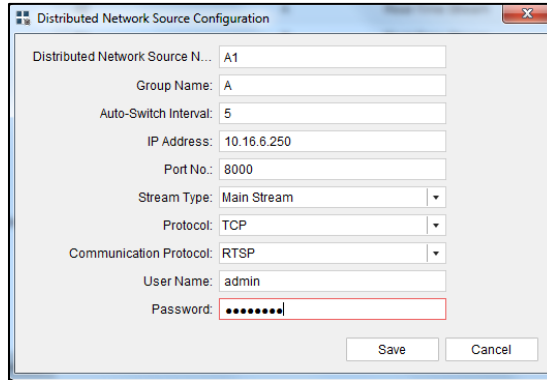 Distributed Network Source Configuration
Distributed Network Source N... A1
Group Name: A
Auto-Switch Interval: 5
IP Address: 10.16.6.250
Port No.: 8000
Stream Type: Main Stream
Protocol: TCP
Communication Protocol: RTSP
User Name: admin
Password: ●●●●●●●●
Save Cancel